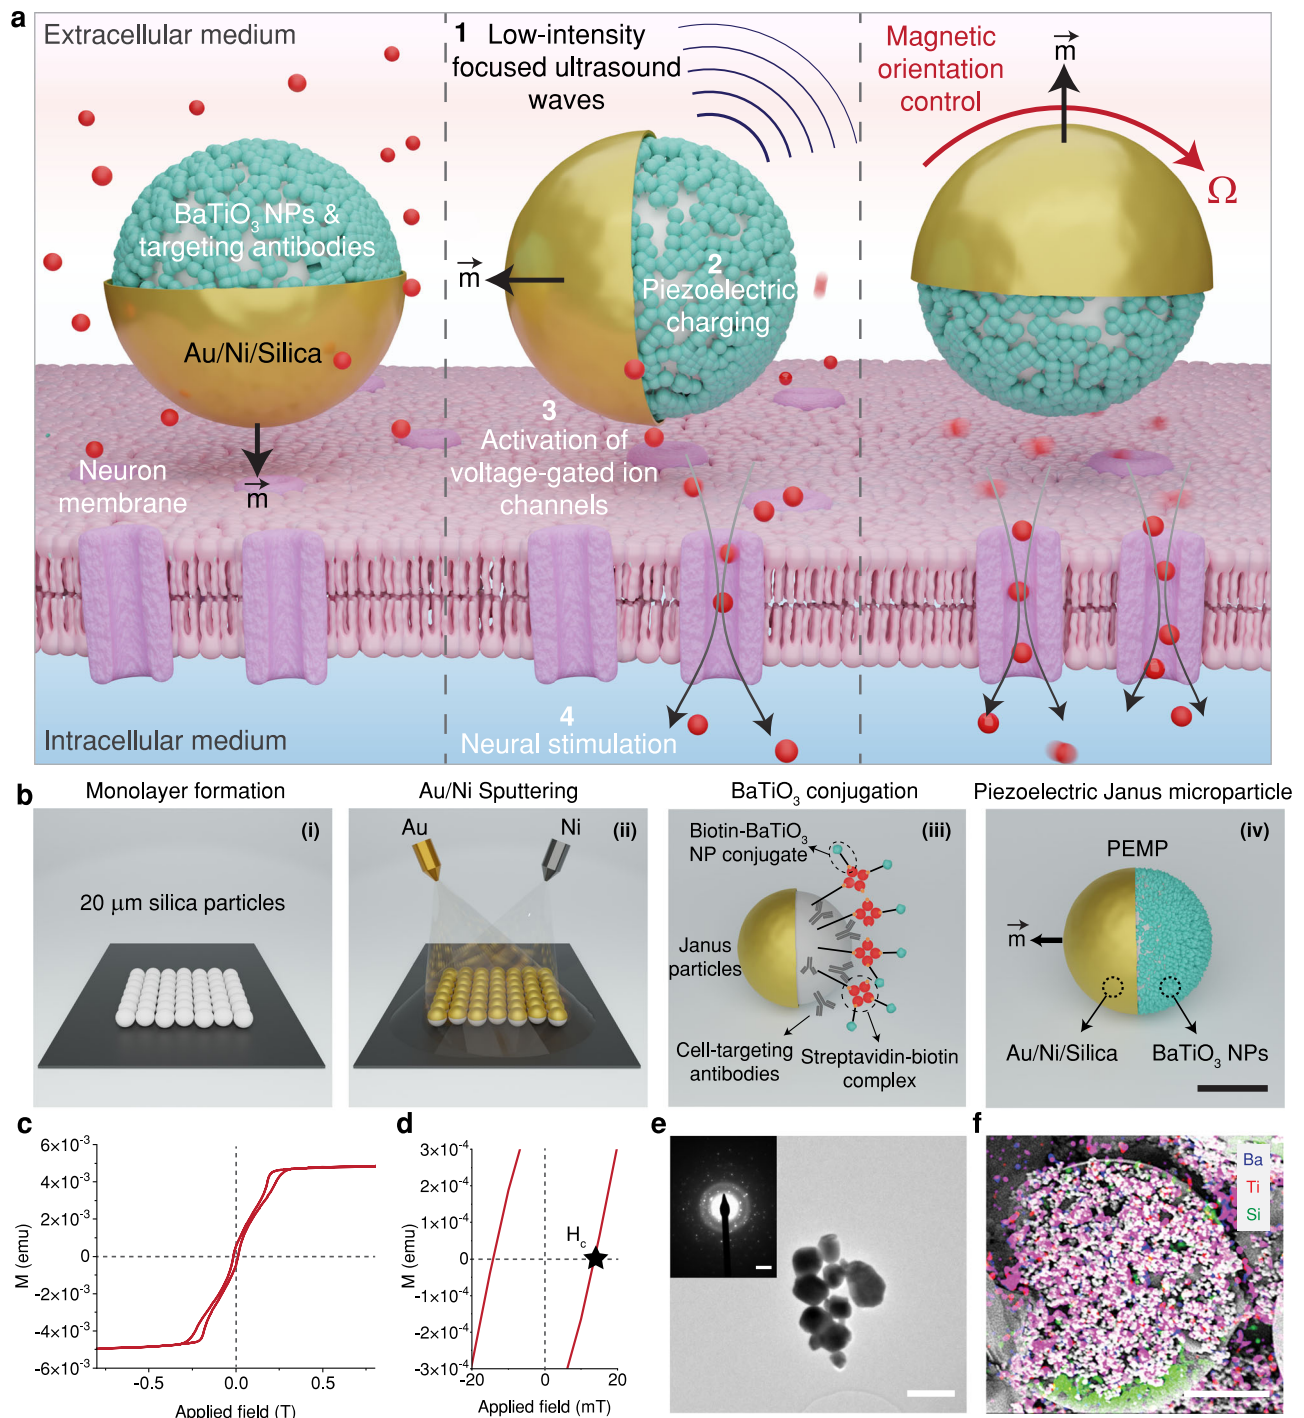 a
Extracellular medium
BaTiO3 NPs &
targeting antibodies
Au/Ni/Silica
m
Neuron
membrane
1 Low-intensity
focused ultrasound
waves
m
2
Piezoelectric
charging
3
Activation of
voltage-gated ion
channels
4
Neural stimulation
Magnetic
orientation
control
m
Ω
Intracellular medium
b
Monolayer formation
(i)
20 μm silica particles
Au/Ni Sputtering
(ii)
Au
Ni
BaTiO3 conjugation
(iii)
Biotin-BaTiO3
NP conjugate
Janus
particles
Cell-targeting
antibodies
Streptavidin-biotin
complex
Piezoelectric Janus microparticle
(iv)
PEMP
m
Au/Ni/Silica
BaTiO3 NPs
c
M (emu)
6×10-3
4×10-3
2×10-3
0
-2×10-3
-4×10-3
-6×10-3
-0.5
0.0
0.5
Applied field (T)
d
M (emu)
3×10-4
2×10-4
1×10-4
0
-1×10-4
-2×10-4
-3×10-4
Hc
-20
0
20
Applied field (mT)
e
f
Ba
Ti
Si